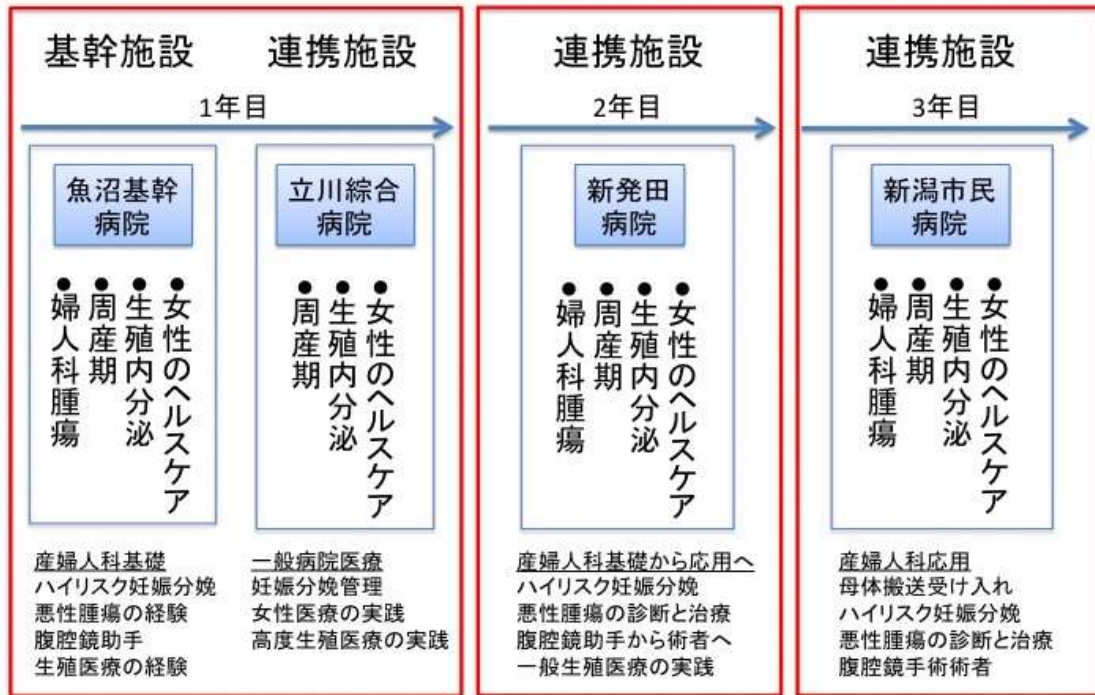 基幹施設
連携施設
1年目
魚沼基幹
病院
●女性のヘルスケア
●生殖内分泌
●周産期
●婦人科腫瘍
産婦人科基礎
ハイリスク妊娠分娩
悪性腫瘍の経験
腹腔鏡助手
生殖医療の経験
立川綜合
病院
●女性のヘルスケア
●生殖内分泌
●周産期
一般病院医療
妊娠分娩管理
女性医療の実践
高度生殖医療の実践
連携施設
2年目
新発田
病院
●女性のヘルスケア
●生殖内分泌
●周産期
●婦人科腫瘍
産婦人科基礎から応用へ
ハイリスク妊娠分娩
悪性腫瘍の診断と治療
腹腔鏡助手から術者へ
一般生殖医療の実践
連携施設
3年目
新潟市民
病院
●女性のヘルスケア
●生殖内分泌
●周産期
●婦人科腫瘍
産婦人科応用
母体搬送受け入れ
ハイリスク妊娠分娩
悪性腫瘍の診断と治療
腹腔鏡手術術者